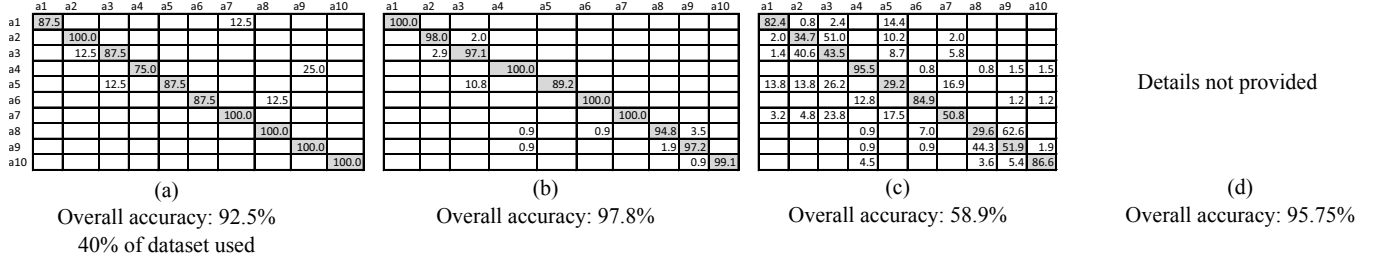 a1 a2 a3 a4 a5 a6 a7 a8 a9 a10
a1 87.5 12.5
a2 100.0
a3 12.5 87.5
a4 75.0 25.0
a5 12.5 87.5
a6 87.5 12.5
a7 100.0
a8 100.0
a9 100.0
a10 100.0
(a)
Overall accuracy: 92.5%
40% of dataset used
a1 a2 a3 a4 a5 a6 a7 a8 a9 a10
100.0
98.0 2.0
2.9 97.1
100.0
10.8 89.2
100.0
100.0
0.9 0.9 94.8 3.5
0.9 1.9 97.2
0.9 99.1
(b)
Overall accuracy: 97.8%
a1 a2 a3 a4 a5 a6 a7 a8 a9 a10
82.4 0.8 2.4 14.4
2.0 34.7 51.0 10.2 2.0
1.4 40.6 43.5 8.7 5.8
95.5 0.8 0.8 1.5 1.5
13.8 13.8 26.2 29.2 16.9
12.8 84.9 1.2 1.2
3.2 4.8 23.8 17.5 50.8
0.9 7.0 29.6 62.6
0.9 0.9 44.3 51.9 1.9
4.5 3.6 5.4 86.6
(c)
Overall accuracy: 58.9%
Details not provided
(d)
Overall accuracy: 95.75%